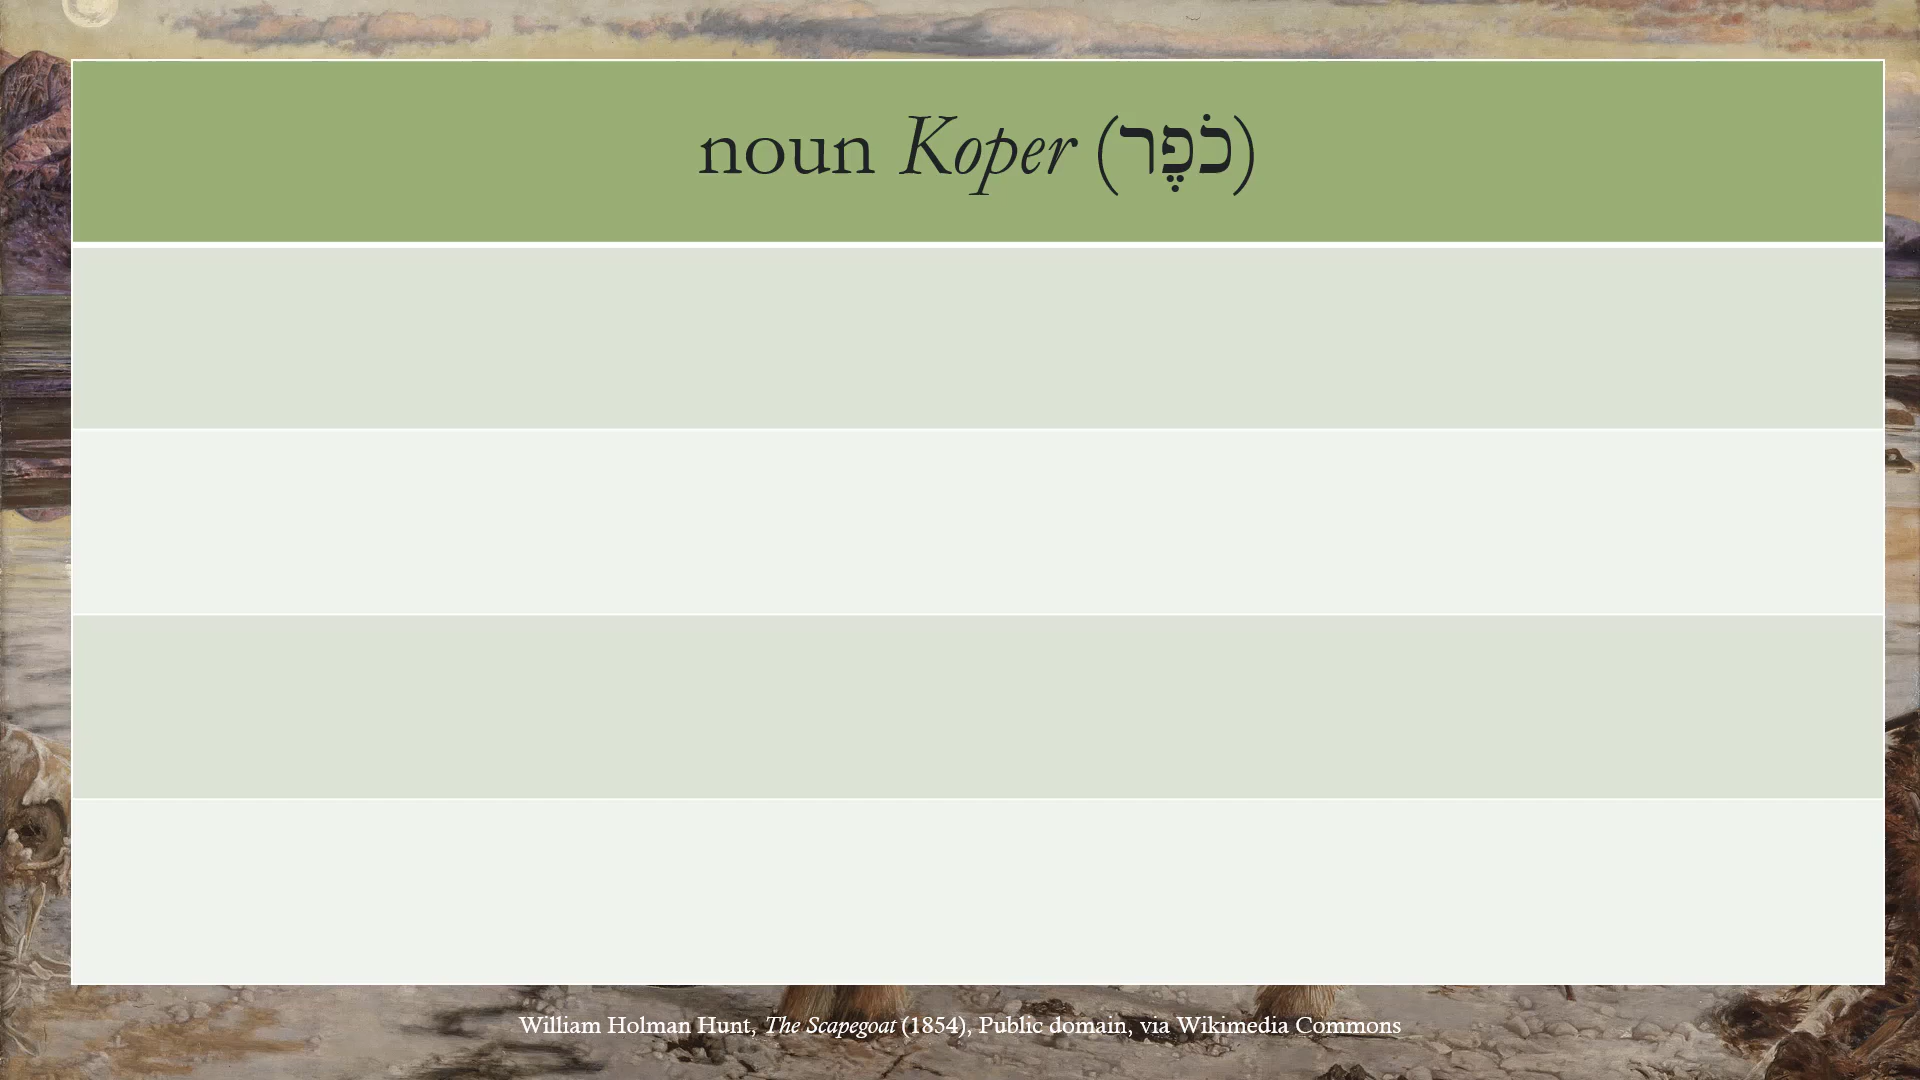 noun Koper (כֹּפֶר)
William Holman Hunt, The Scapegoat (1854), Public domain, via Wikimedia Commons